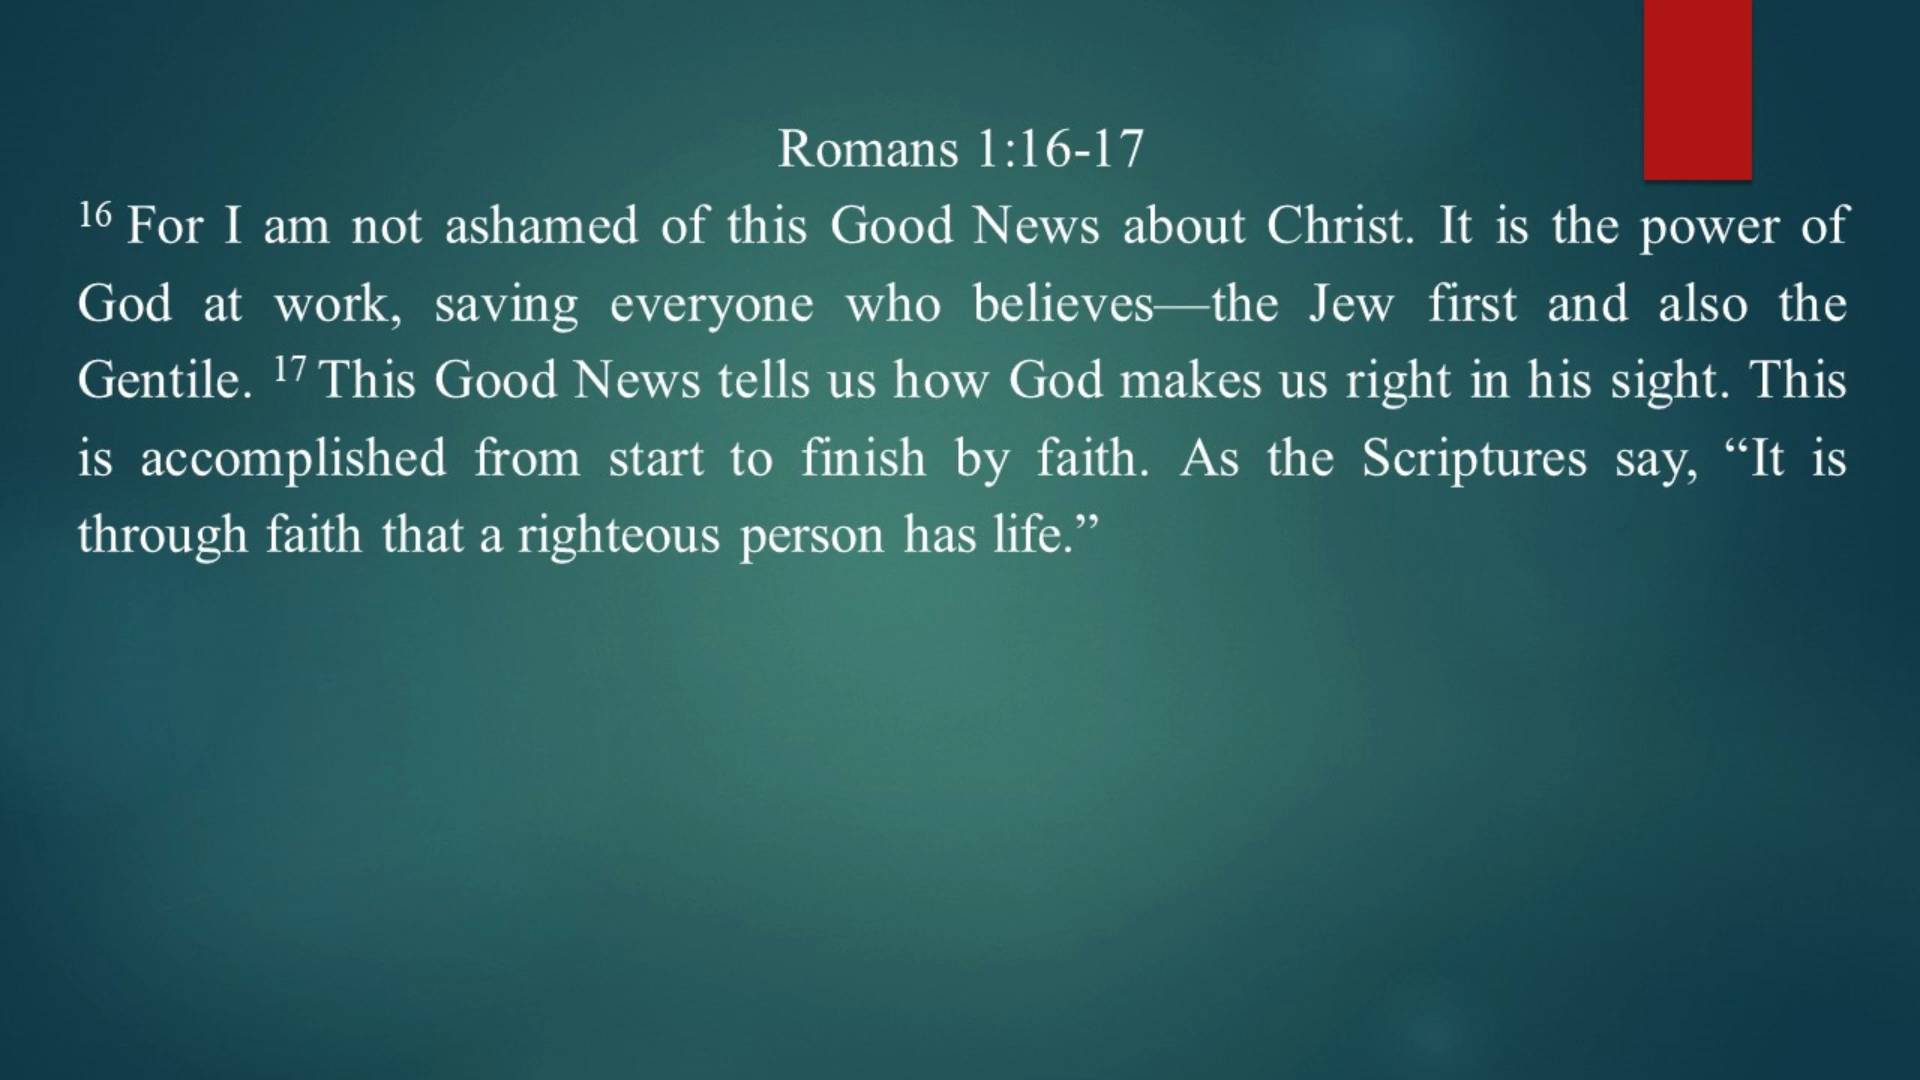 Romans 1:16-17
16 For I am not ashamed of this Good News about Christ. It is the power of
God at work, saving everyone who believes—the Jew first and also the
Gentile. 17 This Good News tells us how God makes us right in his sight. This
is accomplished from start to finish by faith. As the Scriptures say, “It is
through faith that a righteous person has life.”